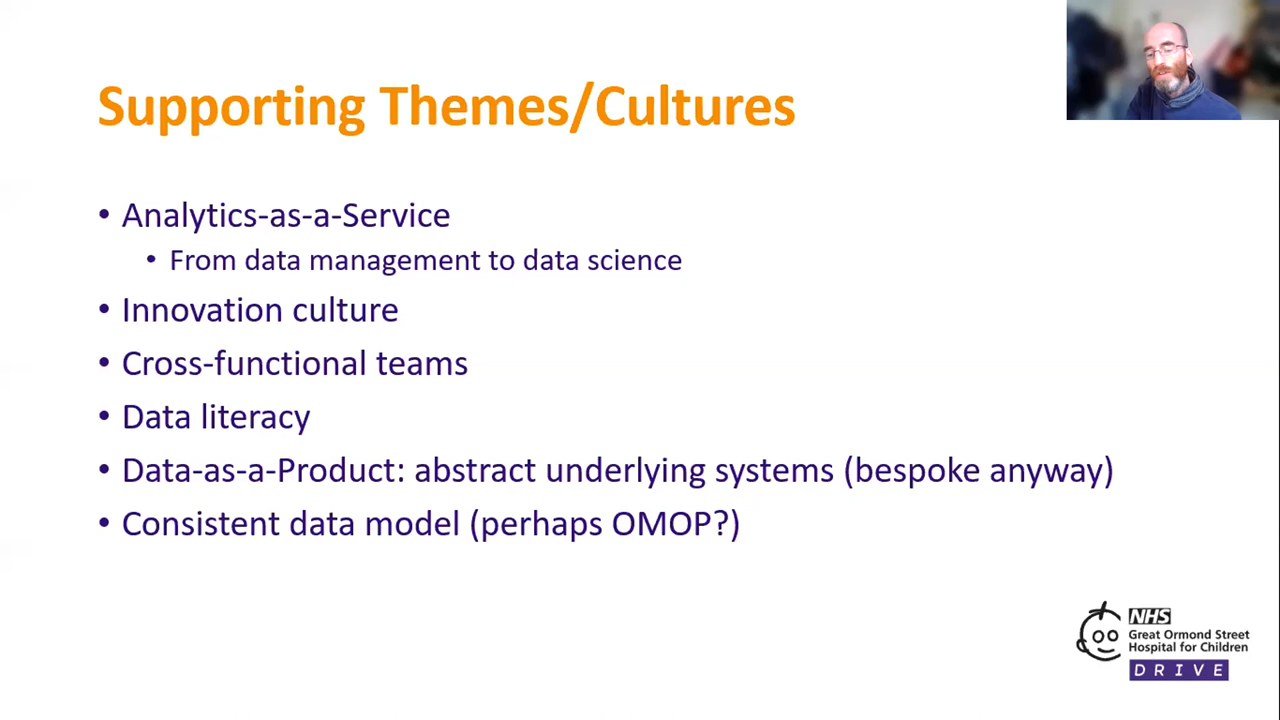 Supporting Themes/Cultures
• Analytics-as-a-Service
• From data management to data science
• Innovation culture
• Cross-functional teams
• Data literacy
• Data-as-a-Product: abstract underlying systems (bespoke anyway)
• Consistent data model (perhaps OMOP?)
NHS
Great Ormond Street
Hospital for Children
DRIVE